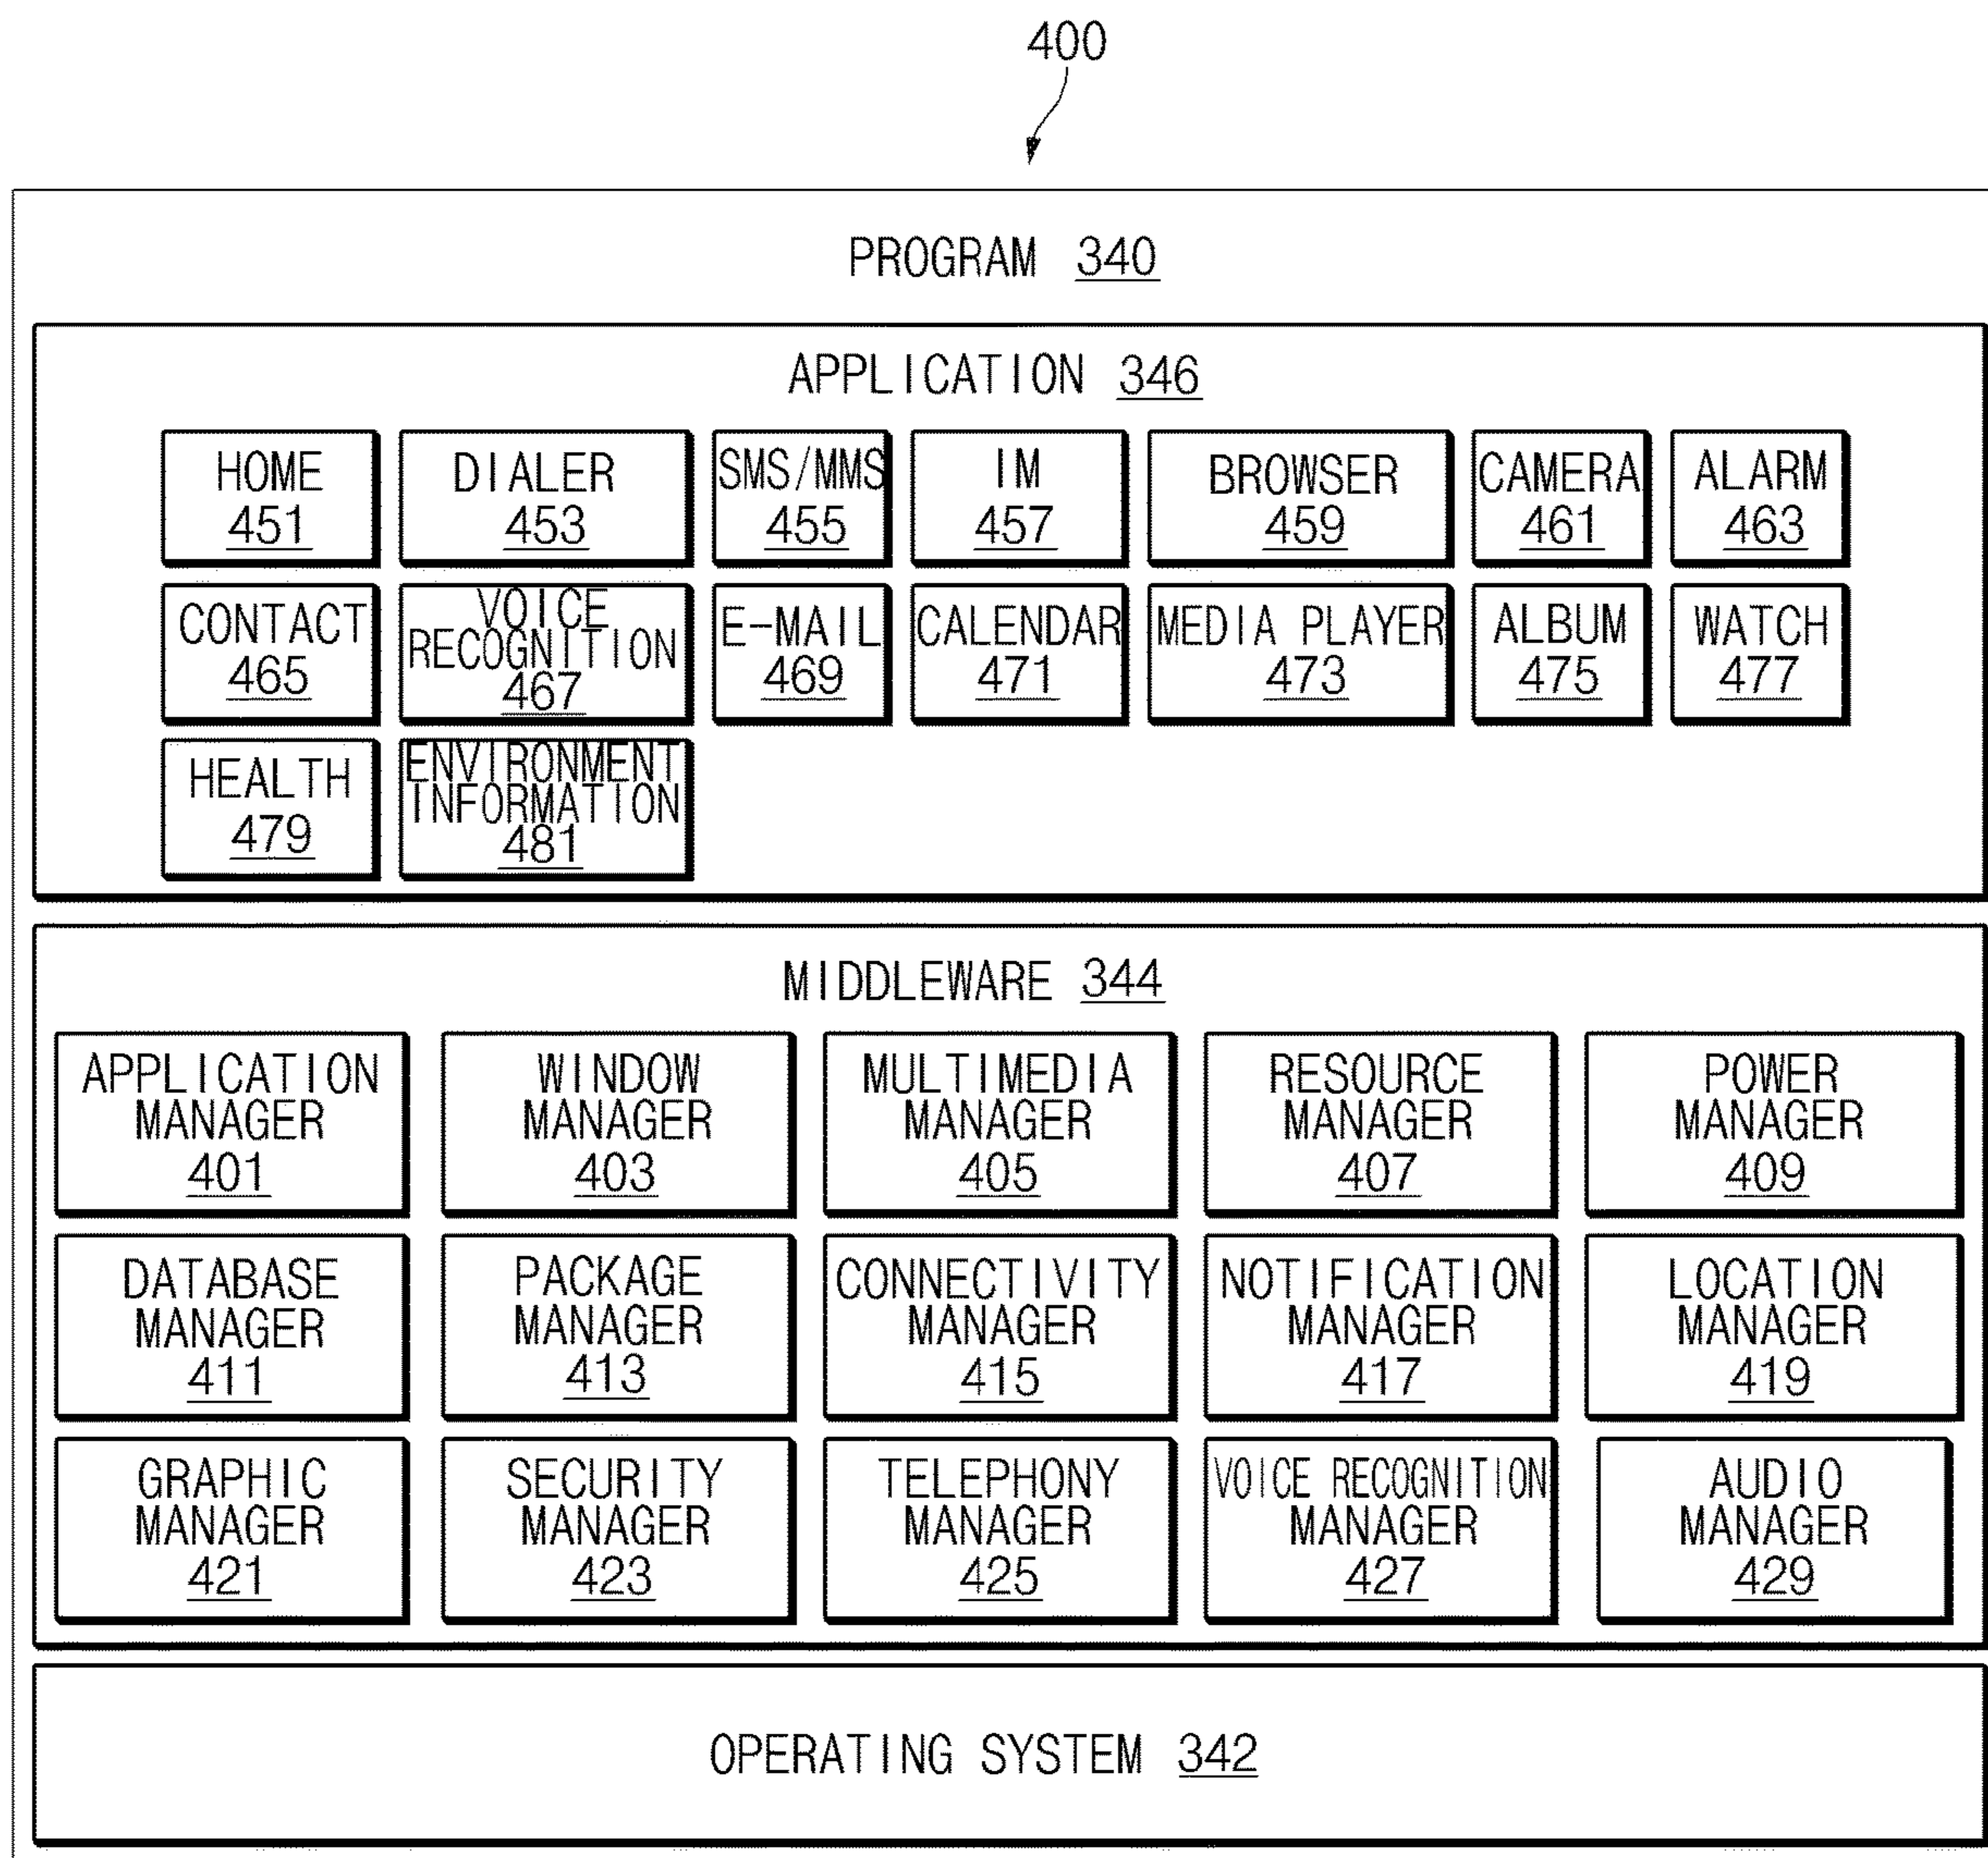 400
PROGRAM 340
APPLICATION 346
HOME
451
DIALER
453
SMS/MMS
455
IM
457
BROWSER
459
CAMERA
461
ALARM
463
CONTACT
465
VOICE
RECOGNITION
467
E-MAIL
469
CALENDAR
471
MEDIA PLAYER
473
ALBUM
475
WATCH
477
HEALTH
479
ENVIRONMENT
INFORMATION
481
MIDDLEWARE 344
APPLICATION
MANAGER
401
WINDOW
MANAGER
403
MULTIMEDIA
MANAGER
405
RESOURCE
MANAGER
407
POWER
MANAGER
409
DATABASE
MANAGER
411
PACKAGE
MANAGER
413
CONNECTIVITY
MANAGER
415
NOTIFICATION
MANAGER
417
LOCATION
MANAGER
419
GRAPHIC
MANAGER
421
SECURITY
MANAGER
423
TELEPHONY
MANAGER
425
VOICE RECOGNITION
MANAGER
427
AUDIO
MANAGER
429
OPERATING SYSTEM 342